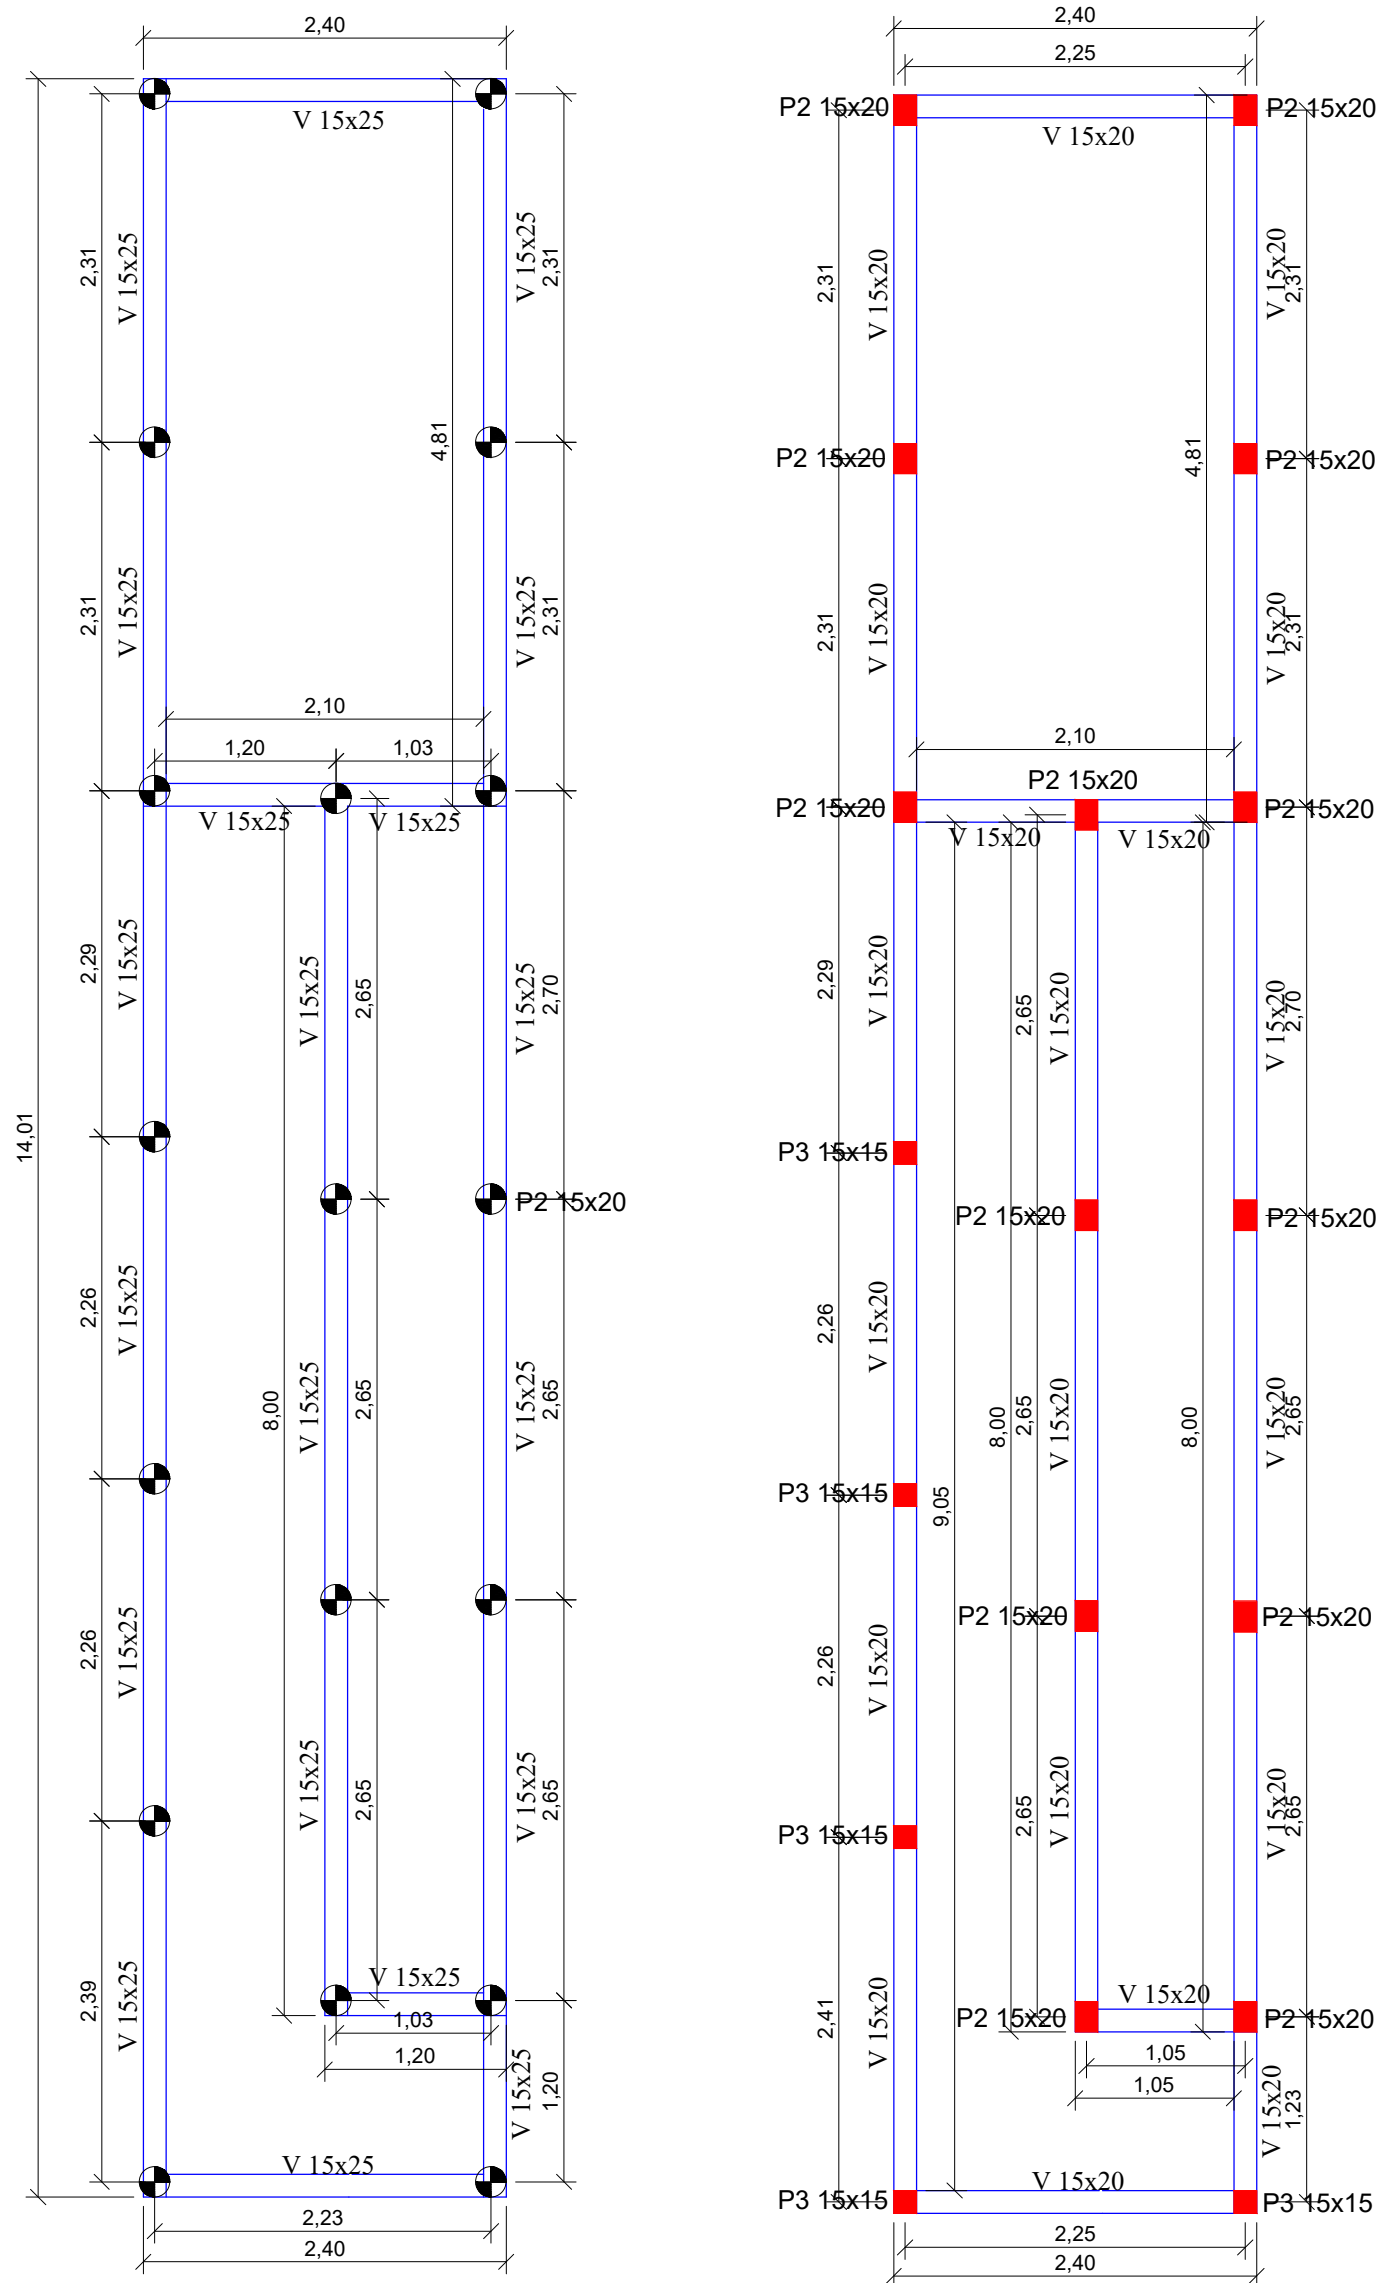 2,40
V 15x25
2,31
V 15x25
V 15x25
2,31
4,81
2,31
V 15x25
V 15x25
2,31
2,10
1,20
1,03
V 15x25
V 15x25
2,29
V 15x25
V 15x25
2,65
V 15x25
2,70
14,01
P2 15x20
2,26
V 15x25
8,00
V 15x25
2,65
V 15x25
2,65
2,26
V 15x25
V 15x25
2,65
V 15x25
2,65
V 15x25
1,03
2,39
V 15x25
1,20
V 15x25
1,20
V 15x25
2,23
2,40
2,40
2,25
P2 15x20
P2 15x20
V 15x20
2,31
V 15x20
V 15x20
2,31
P2 15x20
4,81
P2 15x20
2,31
V 15x20
V 15x20
2,31
2,10
P2 15x20
P2 15x20
P2 15x20
V 15x20
V 15x20
2,29
V 15x20
2,65
V 15x20
V 15x20
2,70
P3 15x15
P2 15x20
P2 15x20
2,26
V 15x20
8,00
2,65
V 15x20
8,00
V 15x20
2,65
P3 15x15
9,05
P2 15x20
P2 15x20
2,26
V 15x20
2,65
V 15x20
V 15x20
2,65
P3 15x15
V 15x20
P2 15x20
P2 15x20
2,41
V 15x20
1,05
1,05
V 15x20
1,23
V 15x20
P3 15x15
P3 15x15
2,25
2,40